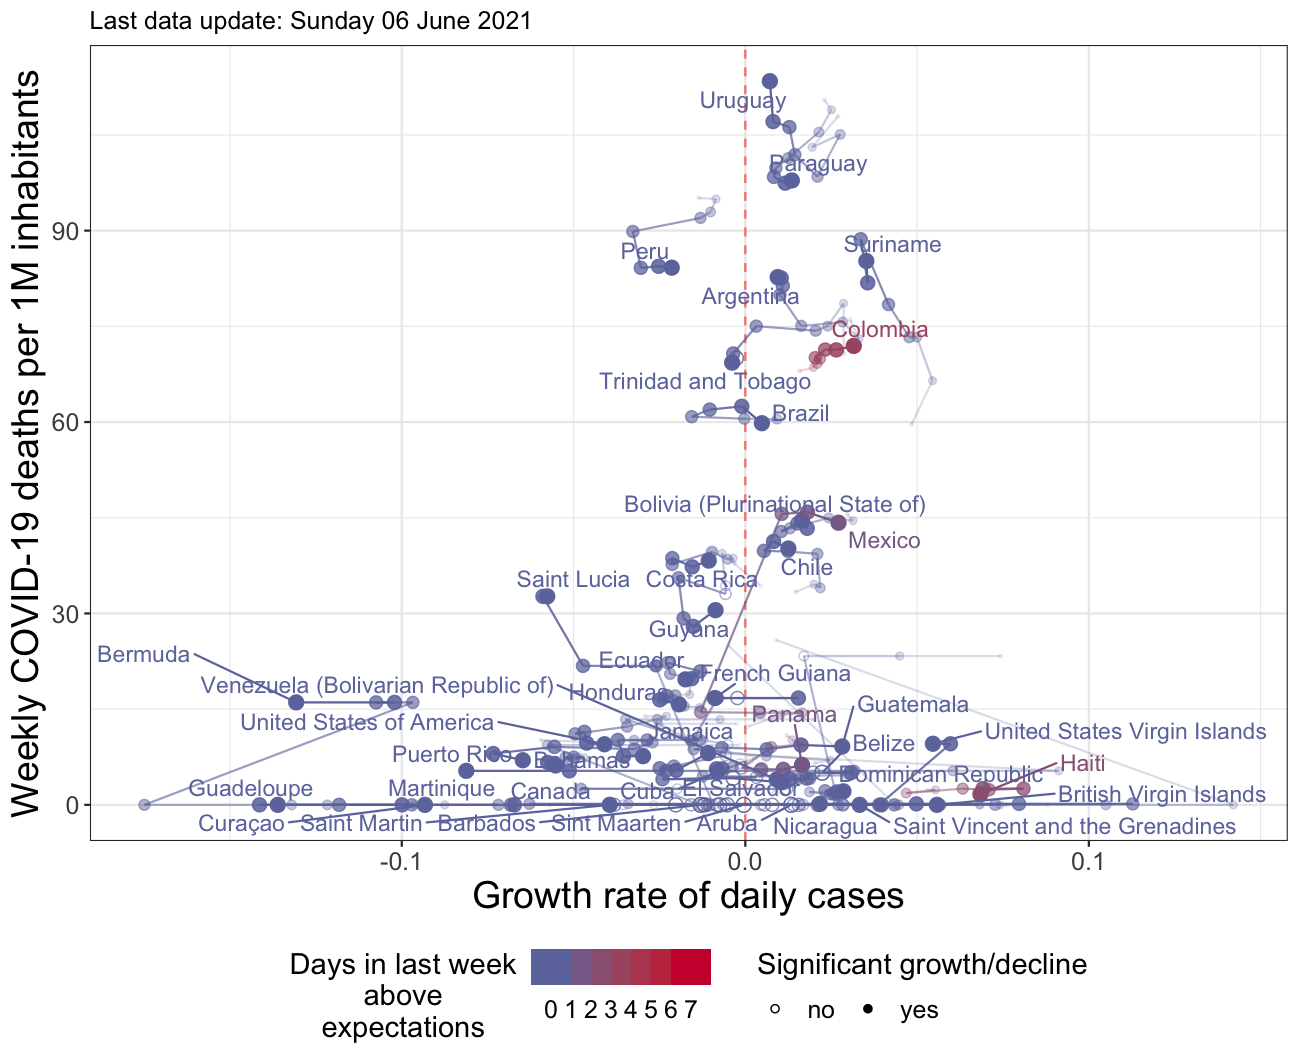 Last data update: Sunday 06 June 2021
Weekly COVID-19 deaths per 1M inhabitants
90
60
30
0
Uruguay
Paraguay
Suriname
Peru
Argentina
Colombia
Trinidad and Tobago
Brazil
Bolivia (Plurinational State of)
Mexico
Chile
Saint Lucia
Costa Rica
Guyana
Bermuda
Ecuador
French Guiana
Venezuela (Bolivarian Republic of)
Honduras
Guatemala
Panama
United States of America
Jamaica
Belize
United States Virgin Islands
Puerto Rico
Bahamas
Haiti
Dominican Republic
Guadeloupe
Martinique
Canada
Cuba
El Salvador
British Virgin Islands
Curaçao
Saint Martin
Barbados
Sint Maarten
Aruba
Nicaragua
Saint Vincent and the Grenadines
-0.1
0.0
0.1
Growth rate of daily cases
Days in last week
above
expectations
0 1 2 3 4 5 6 7
Significant growth/decline
no
yes